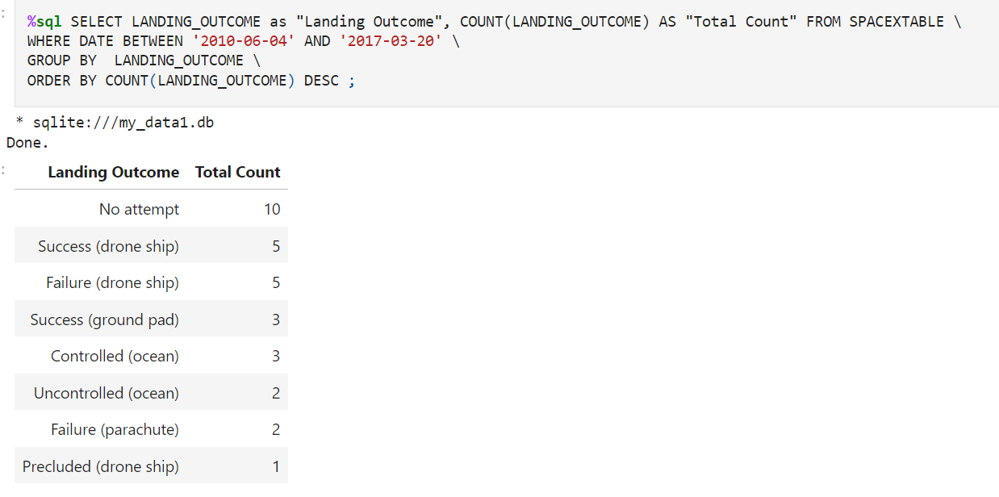 %sql SELECT LANDING_OUTCOME as "Landing Outcome", COUNT(LANDING_OUTCOME) AS "Total Count" FROM SPACEXTABLE \
WHERE DATE BETWEEN '2010-06-04' AND '2017-03-20' \
GROUP BY  LANDING_OUTCOME \
ORDER BY COUNT(LANDING_OUTCOME) DESC ;
* sqlite:///my_data1.db
Done.
Landing Outcome Total Count
No attempt 10
Success (drone ship) 5
Failure (drone ship) 5
Success (ground pad) 3
Controlled (ocean) 3
Uncontrolled (ocean) 2
Failure (parachute) 2
Precluded (drone ship) 1